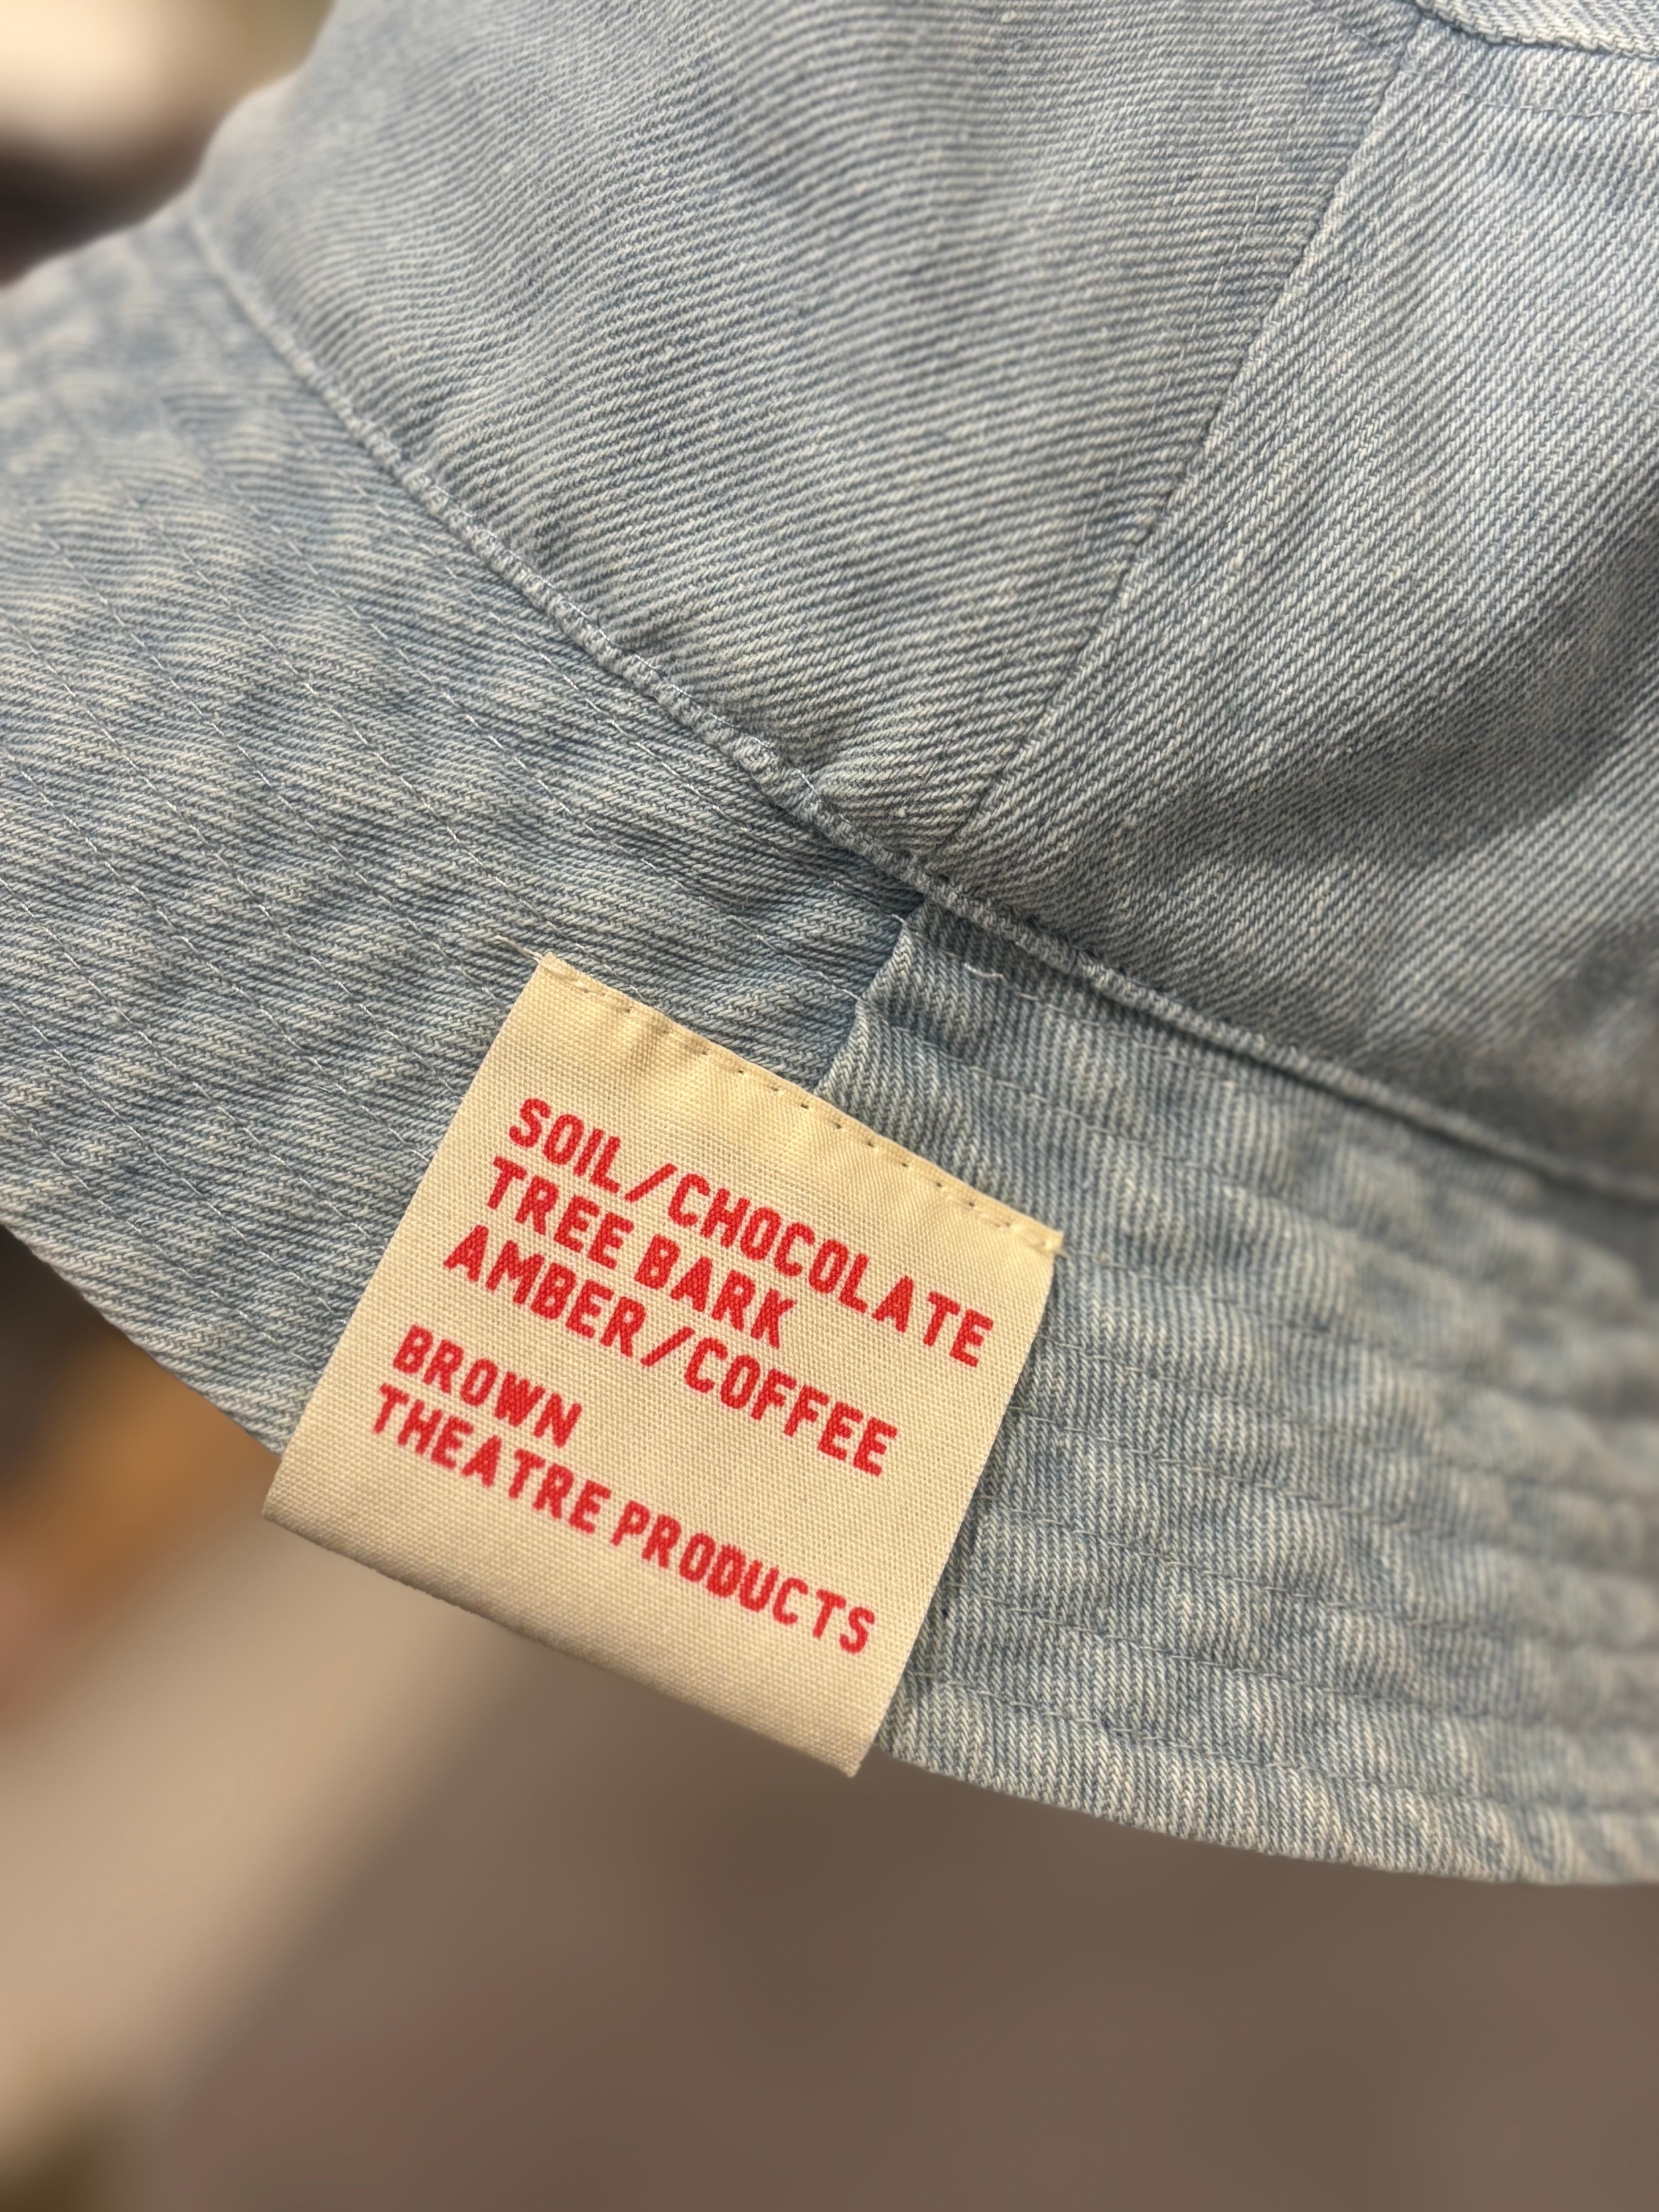 SOIL/CHOCOLATE
TREE BARK
AMBER/COFFEE
BROWN
THEATRE PRODUCTS